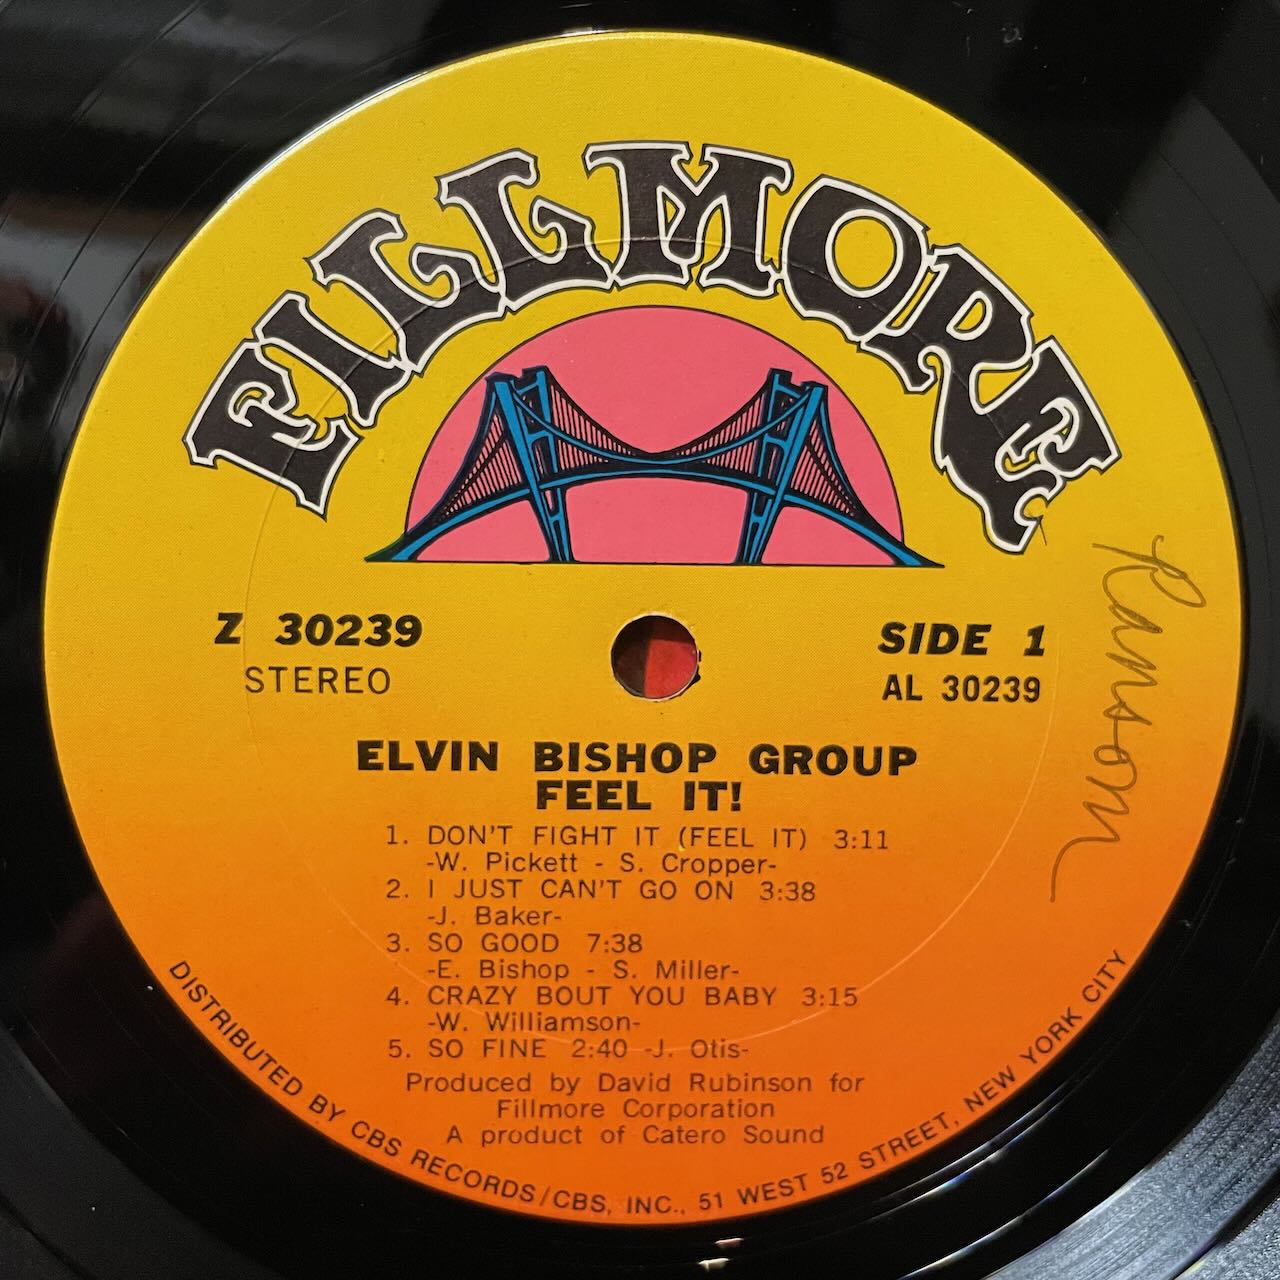 FILLMORE
Z 30239
STEREO
SIDE 1
AL 30239
Ranson
ELVIN BISHOP GROUP
FEEL IT!
1. DON'T FIGHT IT (FEEL IT) 3:11
-W. Pickett - S. Cropper-
2. I JUST CAN'T GO ON 3:38
-J. Baker-
3. SO GOOD 7:38
-E. Bishop - S. Miller-
4. CRAZY BOUT YOU BABY 3:15
-W. Williamson-
5. SO FINE 2:40 -J. Otis-
Produced by David Rubinson for
Fillmore Corporation
A product of Catero Sound
DISTRIBUTED BY CBS RECORDS/CBS, INC., 51 WEST 52 STREET, NEW YORK CITY